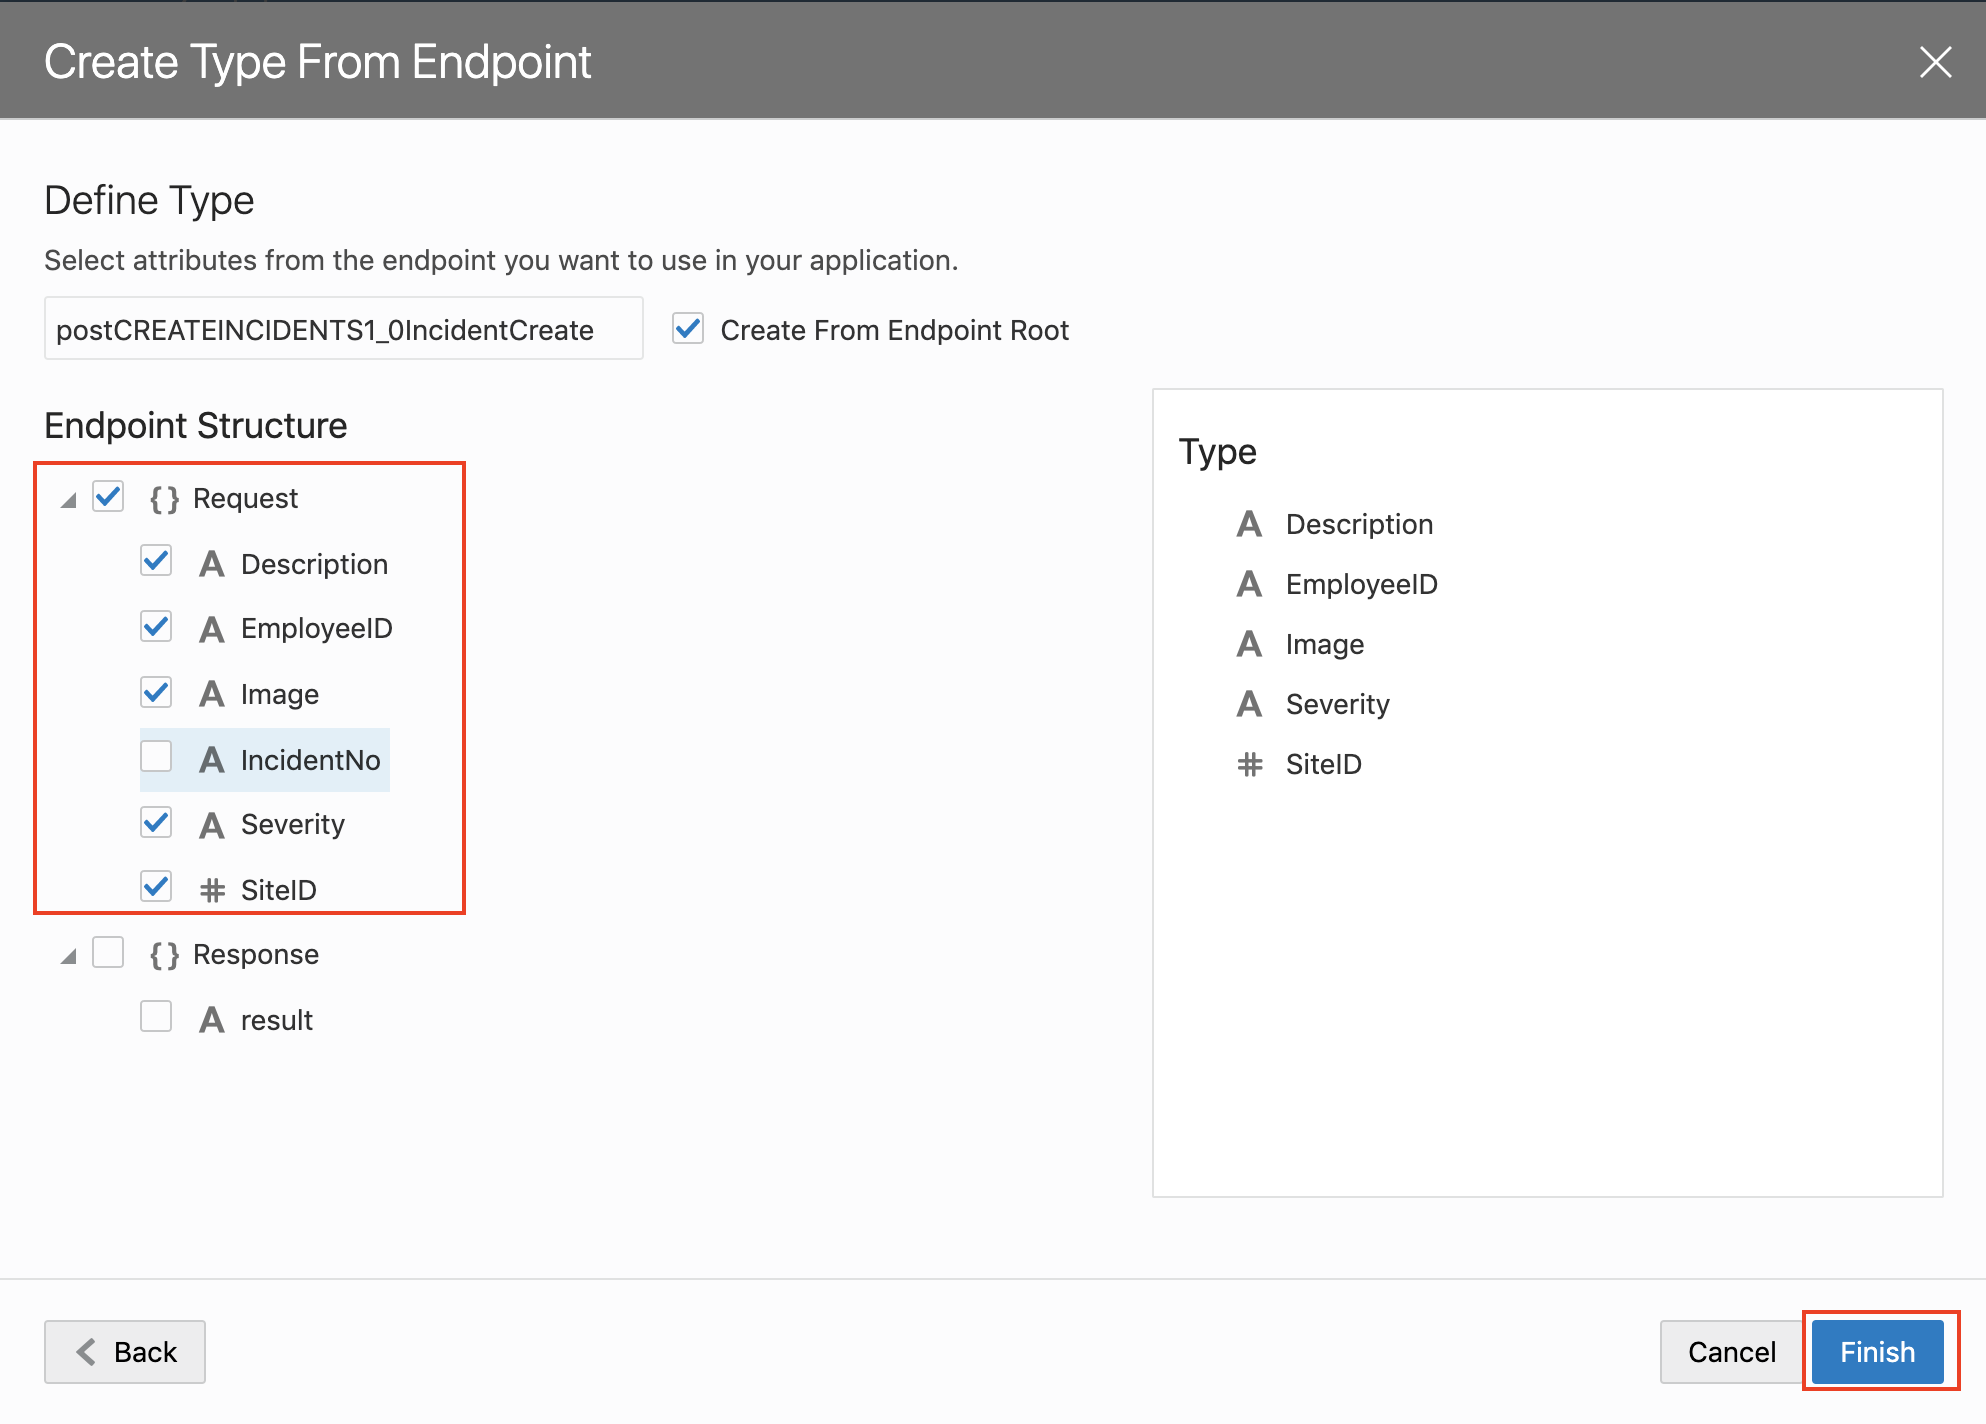 Create Type From Endpoint
Define Type
Select attributes from the endpoint you want to use in your application.
postCREATEINCIDENTS1_0IncidentCreate
Create From Endpoint Root
Endpoint Structure
{} Request
A Description
A EmployeeID
A Image
A IncidentNo
A Severity
# SiteID
{} Response
A result
Type
A Description
A EmployeeID
A Image
A Severity
# SiteID
Back
Cancel
Finish